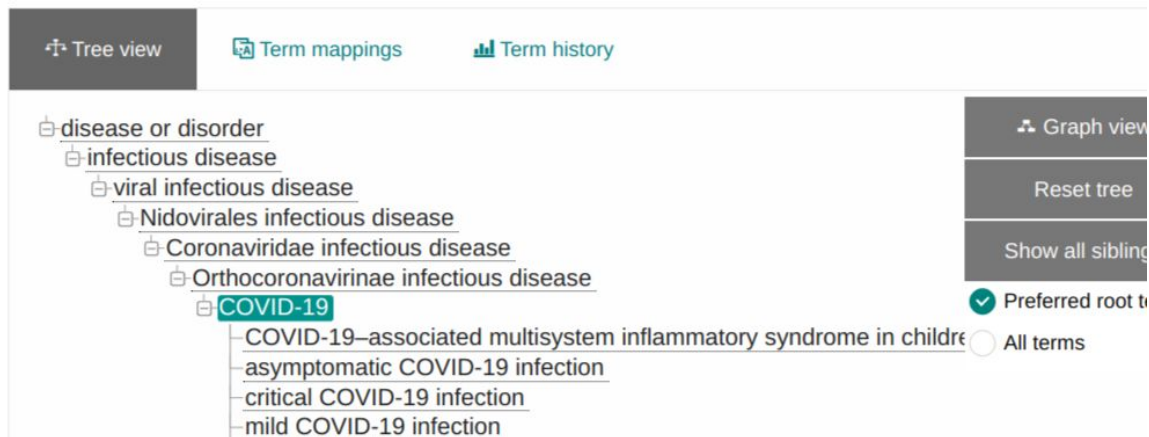 Tree view
Term mappings
Term history
disease or disorder
infectious disease
viral infectious disease
Nidovirales infectious disease
Coronaviridae infectious disease
Orthocoronavirinae infectious disease
COVID-19
COVID-19–associated multisystem inflammatory syndrome in childre
asymptomatic COVID-19 infection
critical COVID-19 infection
mild COVID-19 infection
Graph view
Reset tree
Show all sibling
Preferred root t
All terms